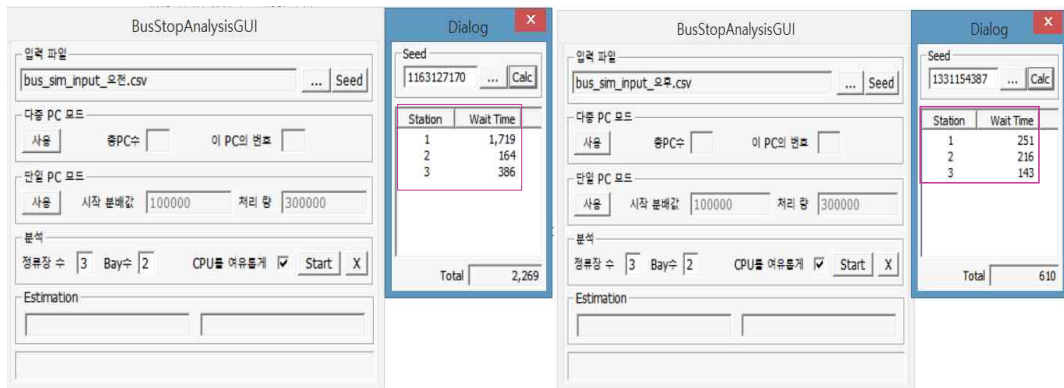 BusStopAnalysisGUI
입력 파일
bus_sim_input_오전.csv ... Seed
다중 PC 모드
사용 총PC수 이 PC의 번호
단일 PC 모드
사용 시작 분배값 100000 처리 량 300000
분석
정류장 수 3 Bay수 2 CPU를 여유롭게 Start X
Estimation
Dialog x
Seed
1163127170 ... Calc
Station Wait Time
1 1,719
2 164
3 386
Total 2,269
BusStopAnalysisGUI
입력 파일
bus_sim_input_오후.csv ... Seed
다중 PC 모드
사용 총PC수 이 PC의 번호
단일 PC 모드
사용 시작 분배값 100000 처리 량 300000
분석
정류장 수 3 Bay수 2 CPU를 여유롭게 Start X
Estimation
Dialog x
Seed
1331154387 ... Calc
Station Wait Time
1 251
2 216
3 143
Total 610